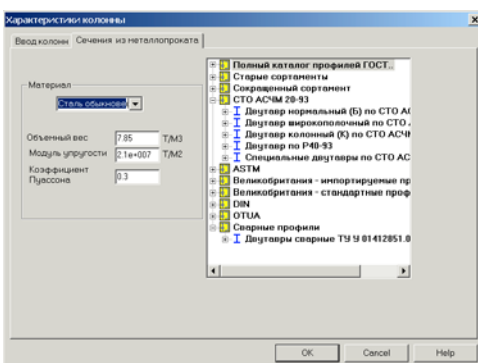 Характеристики колонны
Ввод колонн
Сечения из металлопроката
Материал
Сталь обыкнове
Объемный вес 7.85 Т/М3
Модуль упругости 2.1e+007 Т/М2
Коэффициент
Пуассона
0.3
Полный каталог профилей ГОСТ..
Старые сортаменты
Сокращенный сортамент
СТО АСЧМ 20-93
Двутавр нормальный (Б) по СТО АС
Двутавр широкополочный по СТО .
Двутавр колонный (К) по СТО АСЧМ
Двутавр по Р40-93
Специальные двутавры по СТО АС
ASTM
Великобритания - импортируемые пр
Великобритания - стандартные проф
DIN
OTUA
Сварные профили
Двутавры сварные ТУ У 01412851.0
OK
Cancel
Help